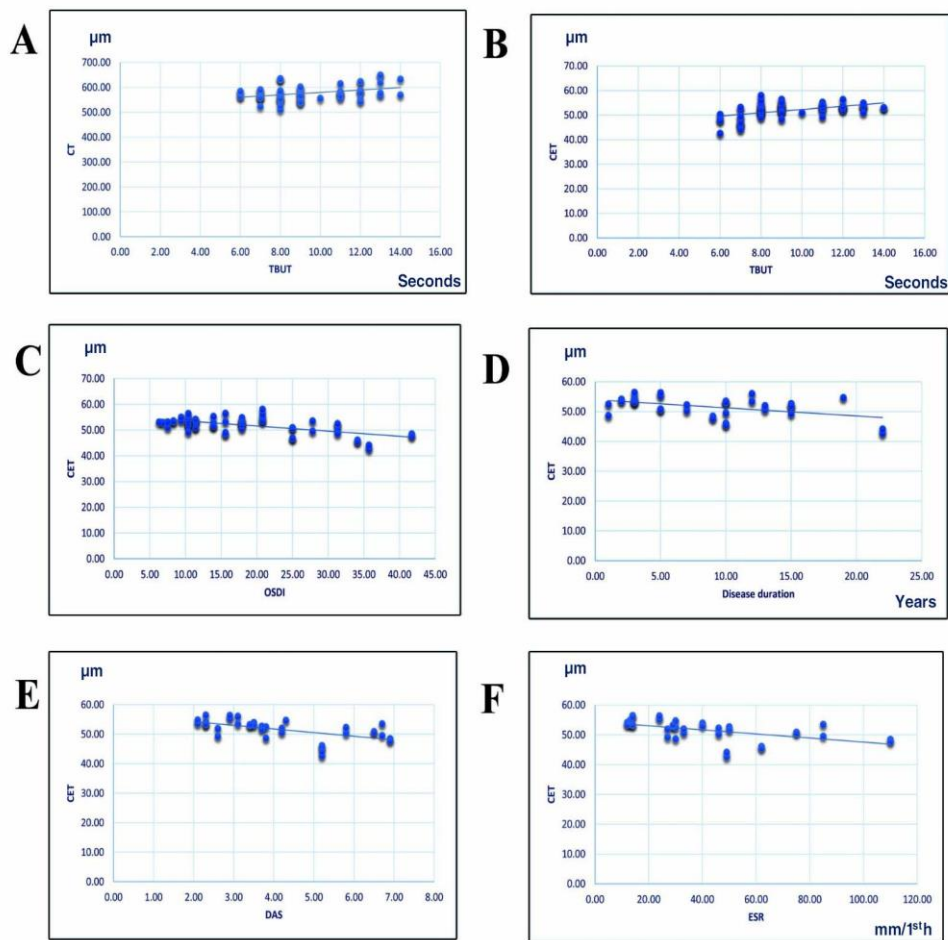 A
µm
700.00
600.00
500.00
400.00
300.00
200.00
100.00
0.00
CT
0.00 2.00 4.00 6.00 8.00 10.00 12.00 14.00 16.00
TBUT
Seconds
B
µm
70.00
60.00
50.00
40.00
30.00
20.00
10.00
0.00
CET
0.00 2.00 4.00 6.00 8.00 10.00 12.00 14.00 16.00
TBUT
Seconds
C
µm
70.00
60.00
50.00
40.00
30.00
20.00
10.00
0.00
CET
0.00 5.00 10.00 15.00 20.00 25.00 30.00 35.00 40.00 45.00
OSDI
D
µm
60.00
50.00
40.00
30.00
20.00
10.00
0.00
CET
0.00 5.00 10.00 15.00 20.00 25.00
Disease duration
Years
E
µm
60.00
50.00
40.00
30.00
20.00
10.00
0.00
CET
0.00 1.00 2.00 3.00 4.00 5.00 6.00 7.00 8.00
DAS
F
µm
60.00
50.00
40.00
30.00
20.00
10.00
0.00
CET
0.00 20.00 40.00 60.00 80.00 100.00 120.00
ESR
mm/1st h